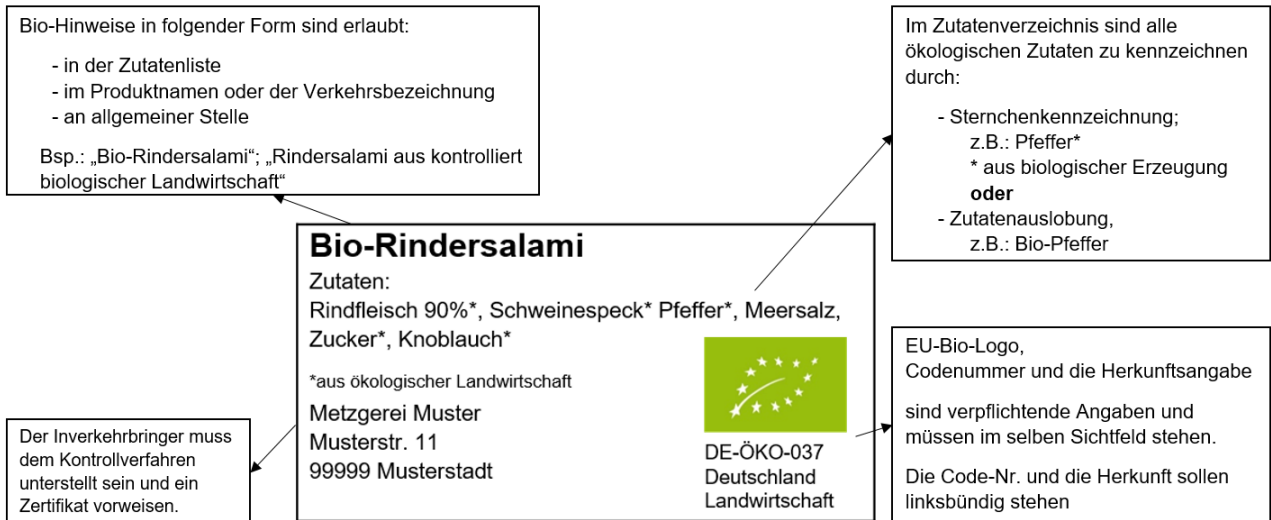 Bio-Hinweise in folgender Form sind erlaubt:
- in der Zutatenliste
- im Produktnamen oder der Verkehrsbezeichnung
- an allgemeiner Stelle
Bsp.: „Bio-Rindersalami“; „Rindersalami aus kontrolliert
biologischer Landwirtschaft“
Im Zutatenverzeichnis sind alle
ökologischen Zutaten zu kennzeichnen
durch:
- Sternchenkennzeichnung;
z.B.: Pfeffer*
* aus biologischer Erzeugung
oder
- Zutatenauslobung,
z.B.: Bio-Pfeffer
Bio-Rindersalami
Zutaten:
Rindfleisch 90%*, Schweinespeck* Pfeffer*, Meersalz,
Zucker*, Knoblauch*
*aus ökologischer Landwirtschaft
Metzgerei Muster
Musterstr. 11
99999 Musterstadt
DE-ÖKO-037
Deutschland
Landwirtschaft
Der Inverkehrbringer muss
dem Kontrollverfahren
unterstellt sein und ein
Zertifikat vorweisen.
EU-Bio-Logo,
Codenummer und die Herkunftsangabe
sind verpflichtende Angaben und
müssen im selben Sichtfeld stehen.
Die Code-Nr. und die Herkunft sollen
linksbündig stehen